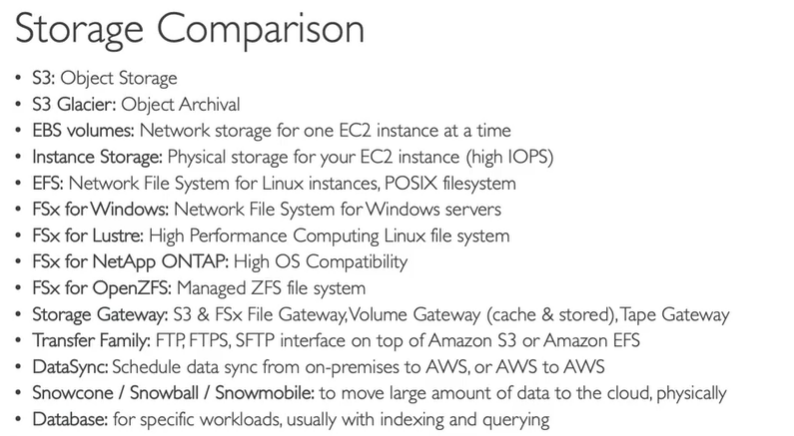 Storage Comparison
• S3: Object Storage
• S3 Glacier: Object Archival
• EBS volumes: Network storage for one EC2 instance at a time
• Instance Storage: Physical storage for your EC2 instance (high IOPS)
• EFS: Network File System for Linux instances, POSIX filesystem
• FSx for Windows: Network File System for Windows servers
• FSx for Lustre: High Performance Computing Linux file system
• FSx for NetApp ONTAP: High OS Compatibility
• FSx for OpenZFS: Managed ZFS file system
• Storage Gateway: S3 & FSx File Gateway, Volume Gateway (cache & stored), Tape Gateway
• Transfer Family: FTP, FTPS, SFTP interface on top of Amazon S3 or Amazon EFS
• DataSync: Schedule data sync from on-premises to AWS, or AWS to AWS
• Snowcone / Snowball / Snowmobile: to move large amount of data to the cloud, physically
• Database: for specific workloads, usually with indexing and querying